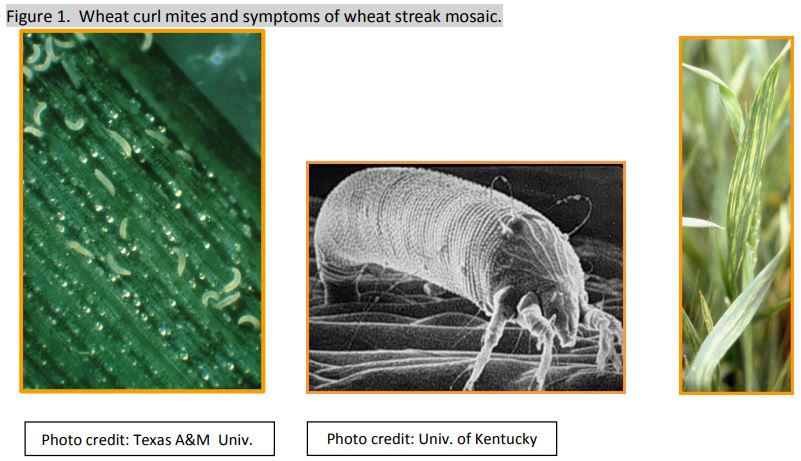 Figure 1.  Wheat curl mites and symptoms of wheat streak mosaic.
Photo credit: Texas A&M  Univ.
Photo credit: Univ. of Kentucky